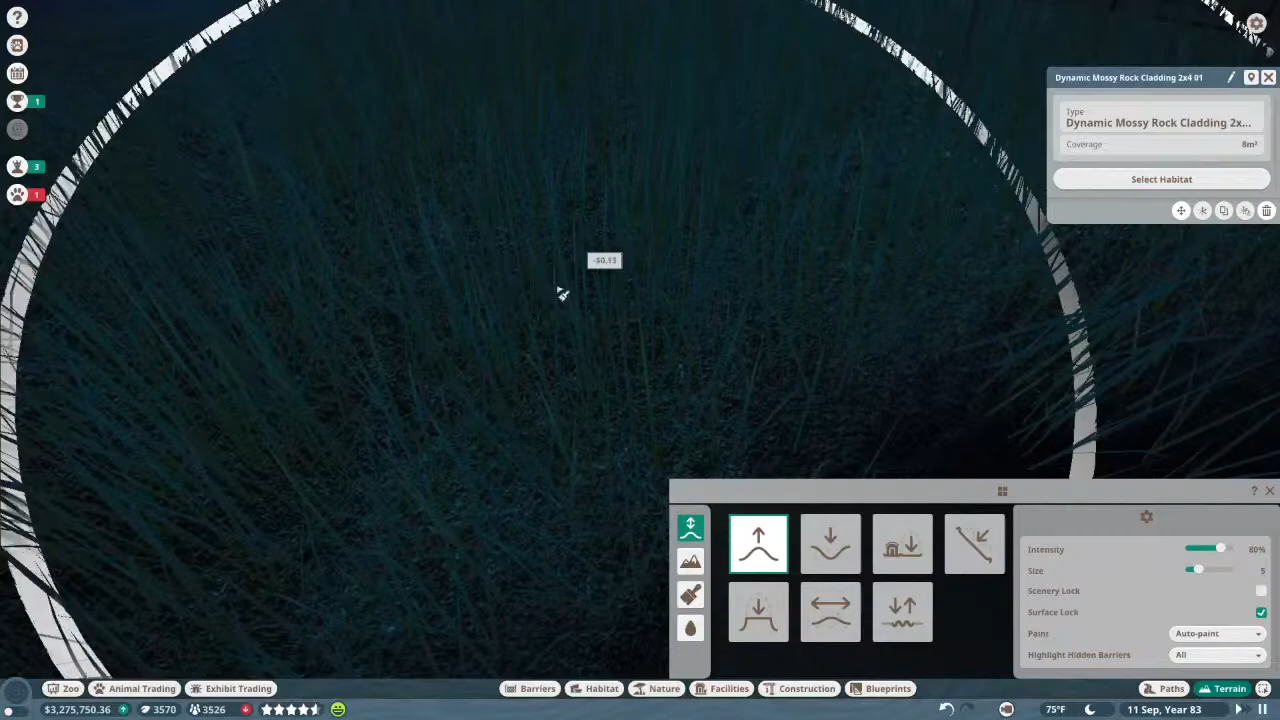 ?
1
3
1
Dynamic Mossy Rock Cladding 2x4 01
Type
Dynamic Mossy Rock Cladding 2x...
Coverage 8m²
Select Habitat
-$0.13
?
Intensity 80%
Size 5
Scenery Lock
Surface Lock
Paint Auto-paint
Highlight Hidden Barriers All
Zoo Animal Trading Exhibit Trading Barriers Habitat Nature Facilities Construction Blueprints Paths Terrain
$3,275,750.36 3570 3526 75°F 11 Sep, Year 83